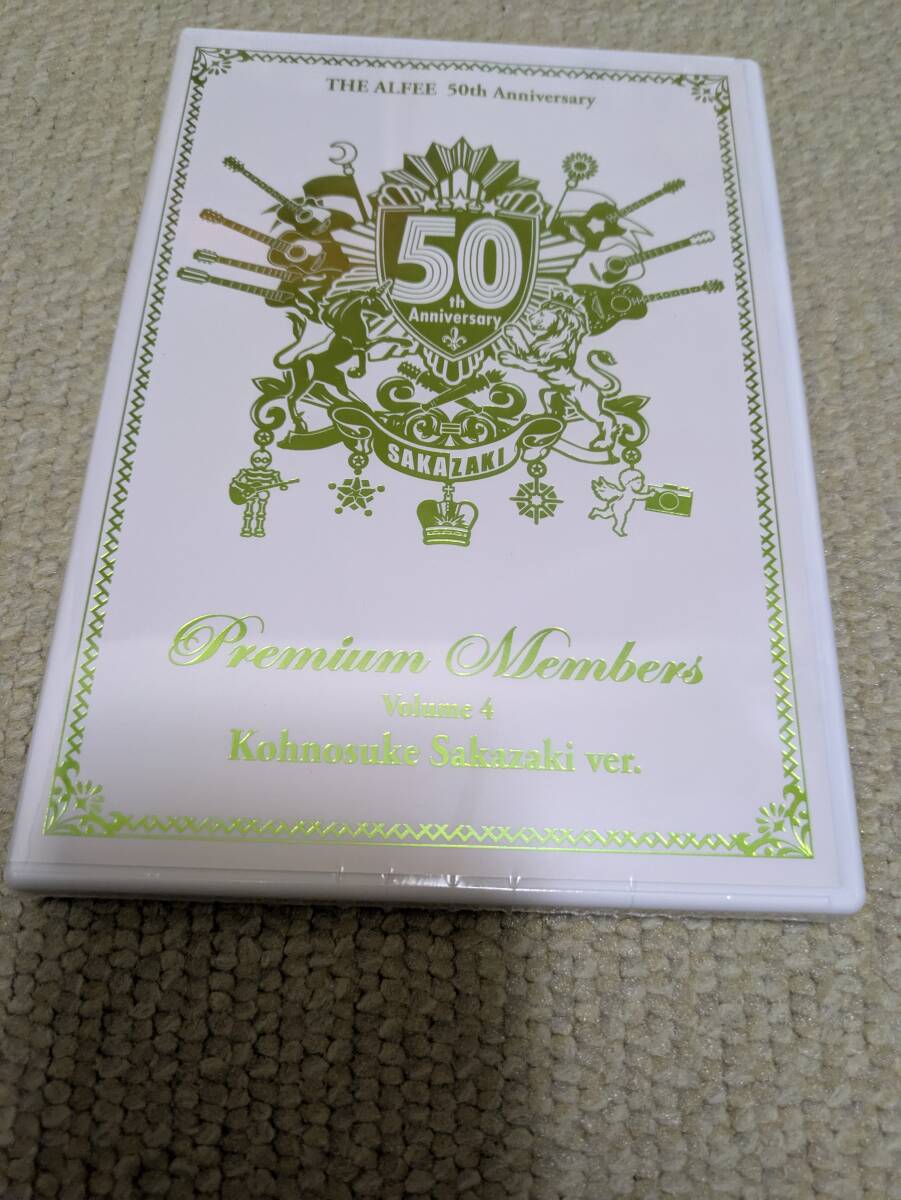 THE ALFEE 50th Anniversary
50
th
Anniversary
SAKAZAKI
Premium Members
Volume 4
Kohnosuke Sakazaki ver.